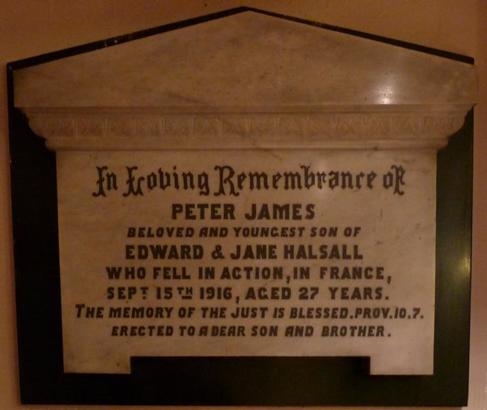 In Loving Remembrance of
PETER JAMES
BELOVED AND YOUNGEST SON OF
EDWARD & JANE HALSALL
WHO FELL IN ACTION, IN FRANCE,
SEPT 15TH 1916, AGED 27 YEARS.
THE MEMORY OF THE JUST IS BLESSED. PROV. 10. 7.
ERECTED TO A DEAR SON AND BROTHER.